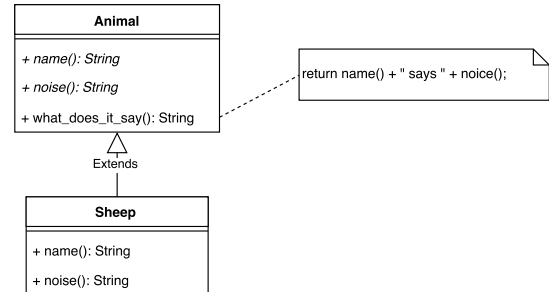 Animal
+ name(): String
+ noise(): String
+ what_does_it_say(): String
return name() + " says " + noice();
Extends
Sheep
+ name(): String
+ noise(): String